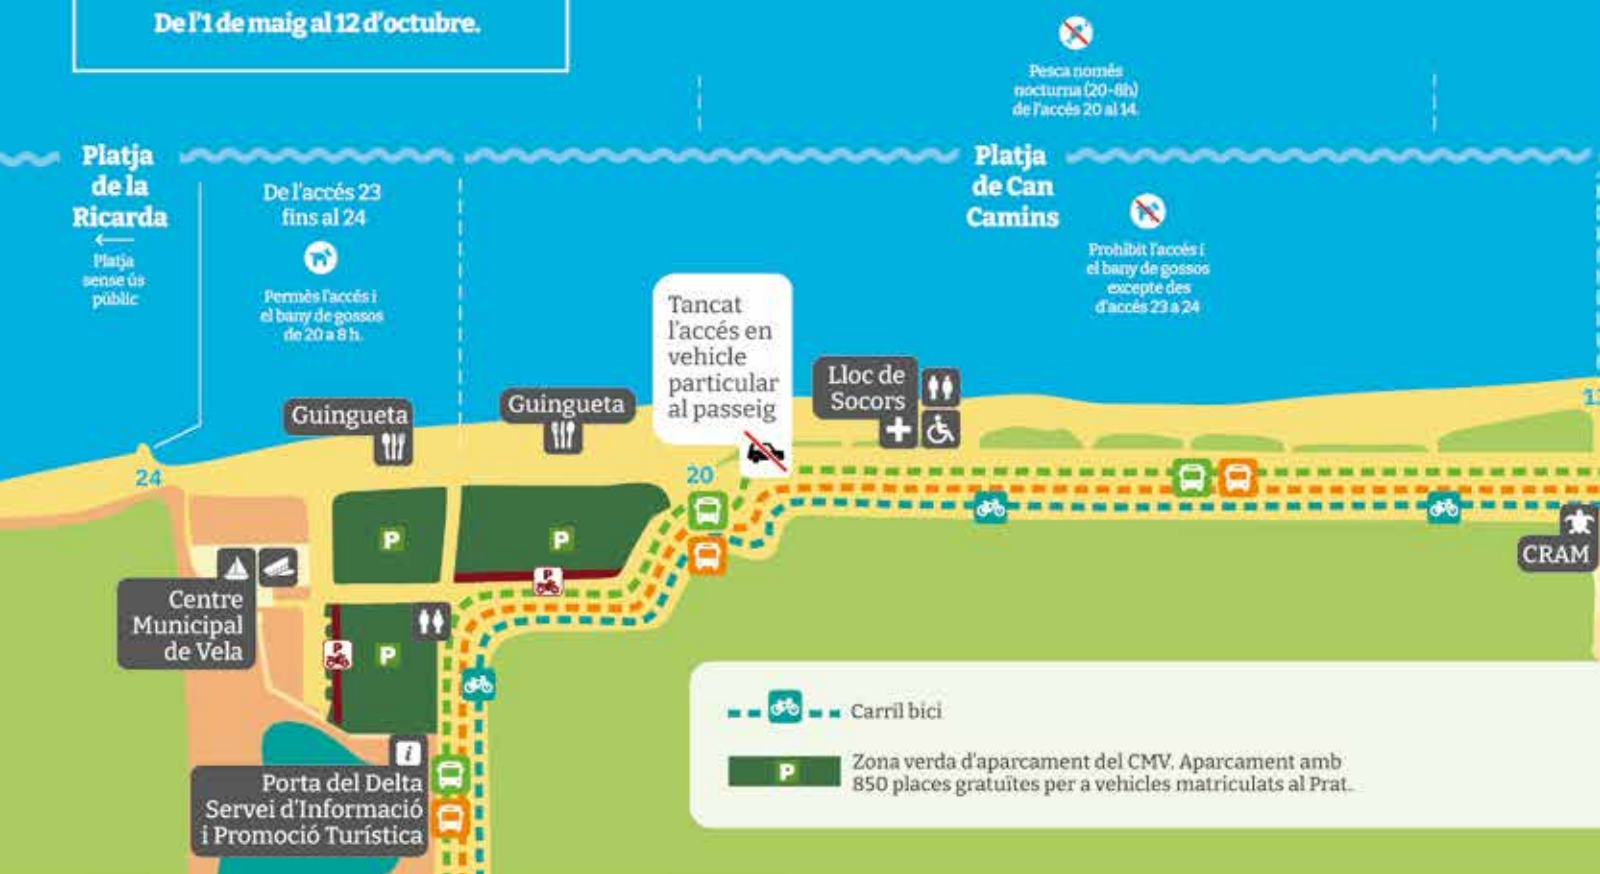 De l'1 de maig al 12 d'octubre.
Pesca només
nocturna (20-8h)
de l'accés 20 al 14.
Platja
de la
Ricarda
Platja
sense ús
públic
De l'accés 23
fins al 24
Permès l'accés i
el bany de gossos
de 20 a 8 h.
Platja
de Can
Camins
Prohibit l'accés i
el bany de gossos
excepte des
d'accés 23 a 24
Tancat
l'accés en
vehicle
particular
al passeig
Lloc de
Socors
Guingueta
Guingueta
24
20
P
P
P
P
P
Centre
Municipal
de Vela
CRAM
i
Porta del Delta
Servei d'Informació
i Promoció Turística
Carril bici
P
Zona verda d'aparcament del CMV. Aparcament amb
850 places gratuïtes per a vehicles matriculats al Prat.